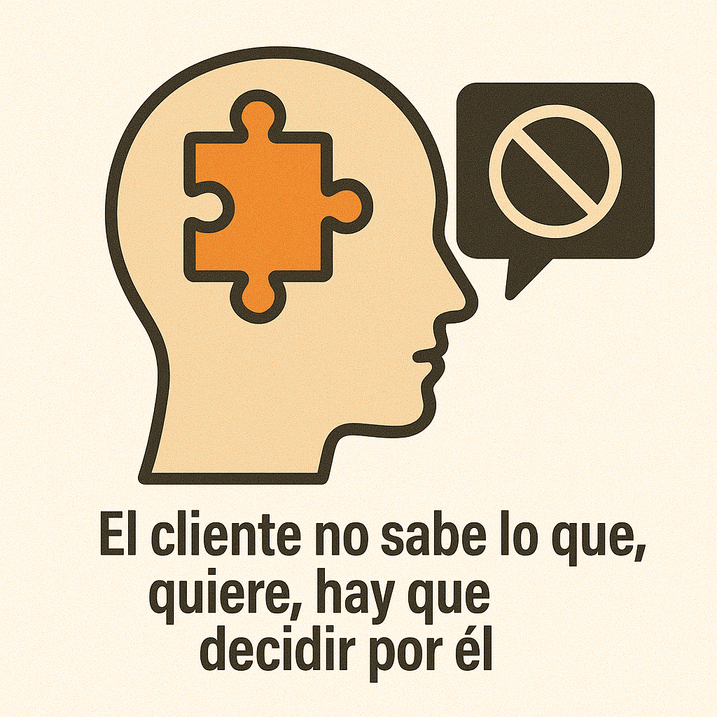 El cliente no sabe lo que,
quiere, hay que
decidir por él